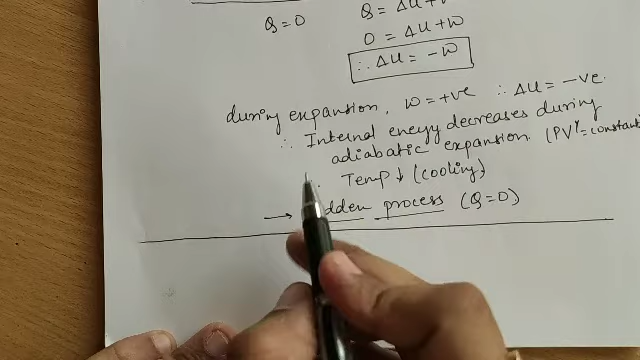 Q = 0
Q = ΔU + W
0 = ΔU + W
∴ ΔU = -W
during expansion, W = +ve ∴ ΔU = -ve.
∴ Internal energy decreases during
adiabatic expansion. (PVᵞ = constant
Temp ↓ (cooling)
→ process (Q=0)